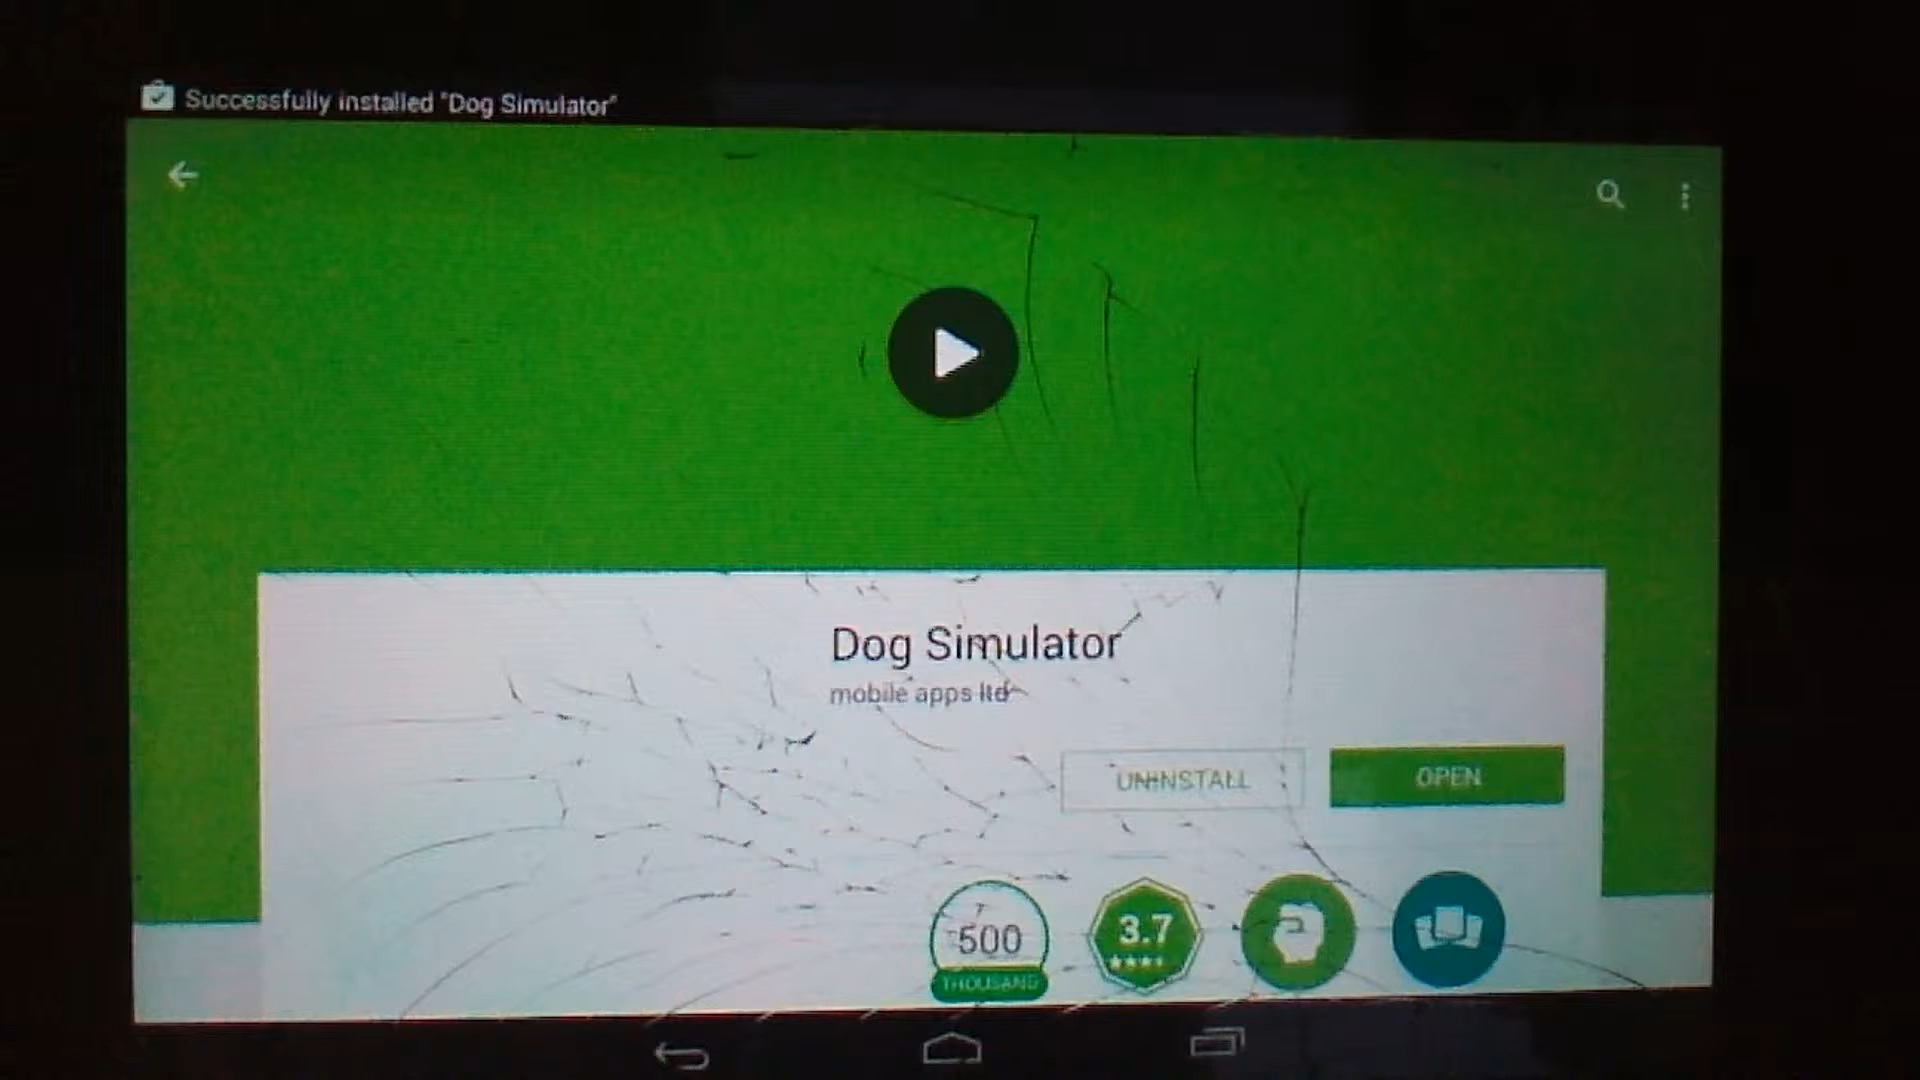 Successfully installed "Dog Simulator"
Dog Simulator
mobile apps ltd
UNINSTALL
OPEN
500
THOUSAND
3.7